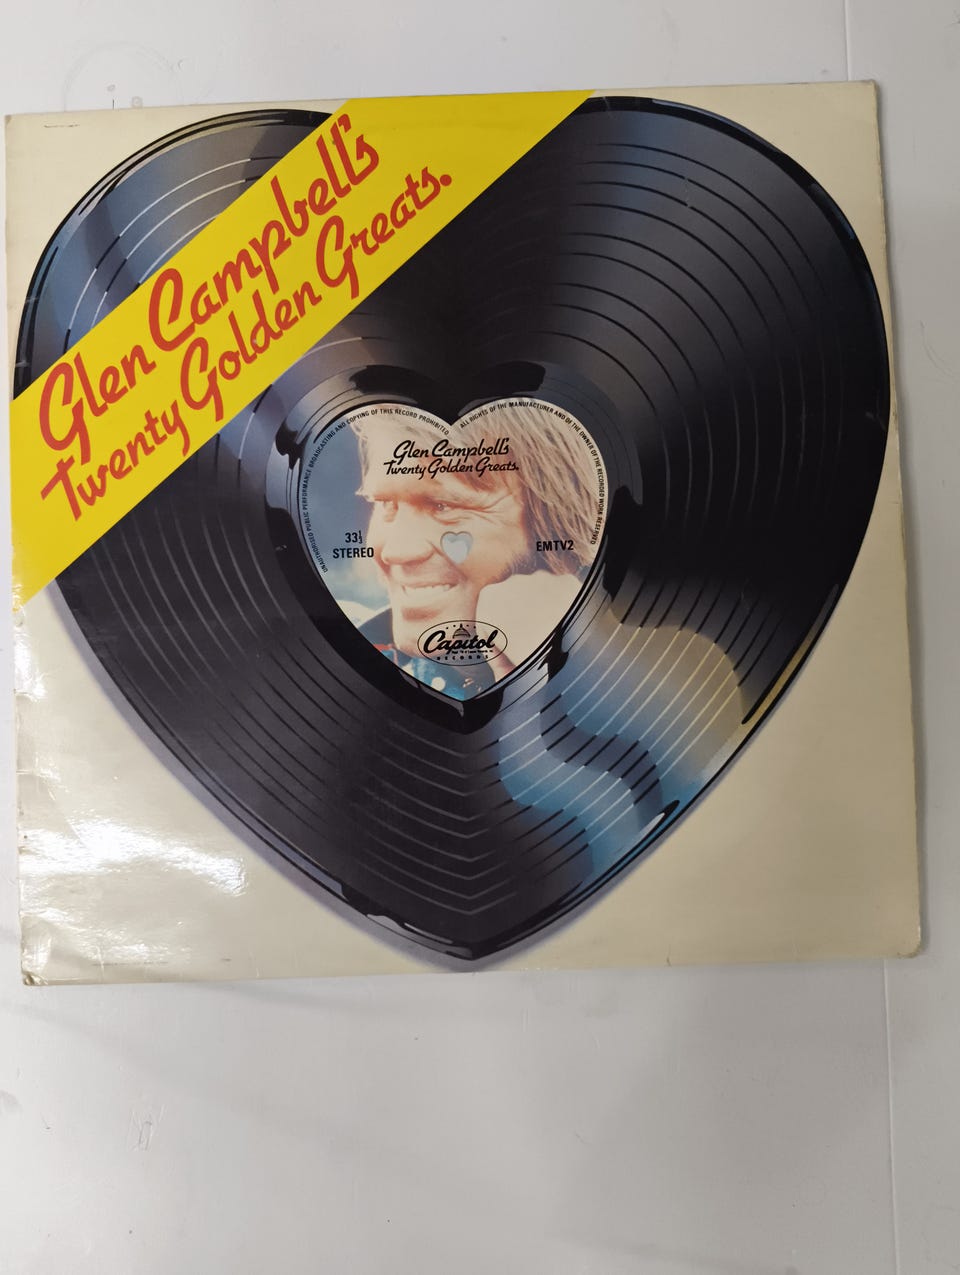 Glen Campbell's
Twenty Golden Greats.
UNAUTHORISED PUBLIC PERFORMANCE BROADCASTING AND COPYING OF THIS RECORD PROHIBITED
ALL RIGHTS OF THE MANUFACTURER AND OF THE OWNER OF THE RECORDED WORK RESERVED
Glen Campbell's
Twenty Golden Greats.
33⅓
STEREO
EMTV2
Capitol
RECORDS